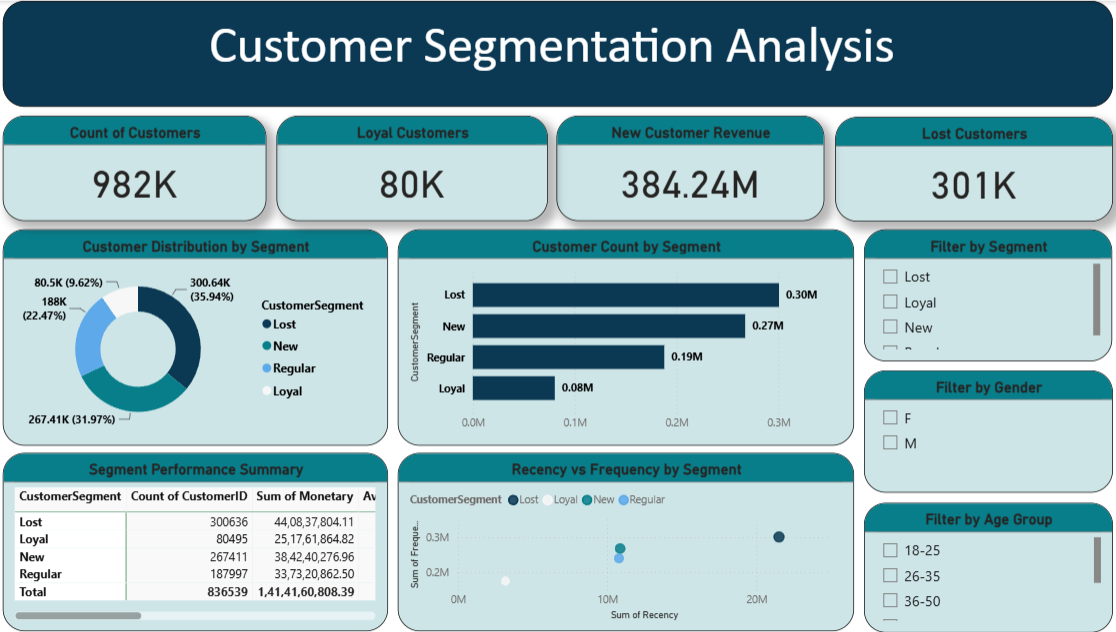 Customer Segmentation Analysis
Count of Customers
982K
Loyal Customers
80K
New Customer Revenue
384.24M
Lost Customers
301K
Customer Distribution by Segment
80.5K (9.62%)
188K
(22.47%)
300.64K
(35.94%)
267.41K (31.97%)
CustomerSegment
Lost
New
Regular
Loyal
Customer Count by Segment
CustomerSegment
Lost 0.30M
New 0.27M
Regular 0.19M
Loyal 0.08M
0.0M 0.1M 0.2M 0.3M
Filter by Segment
Lost
Loyal
New
Filter by Gender
F
M
Segment Performance Summary
CustomerSegment Count of CustomerID Sum of Monetary Av
Lost 300636 44,08,37,804.11
Loyal 80495 25,17,61,864.82
New 267411 38,42,40,276.96
Regular 187997 33,73,20,862.50
Total 836539 1,41,41,60,808.39
Recency vs Frequency by Segment
CustomerSegment Lost Loyal New Regular
Sum of Freque...
0.3M
0.2M
0M 10M 20M
Sum of Recency
Filter by Age Group
18-25
26-35
36-50